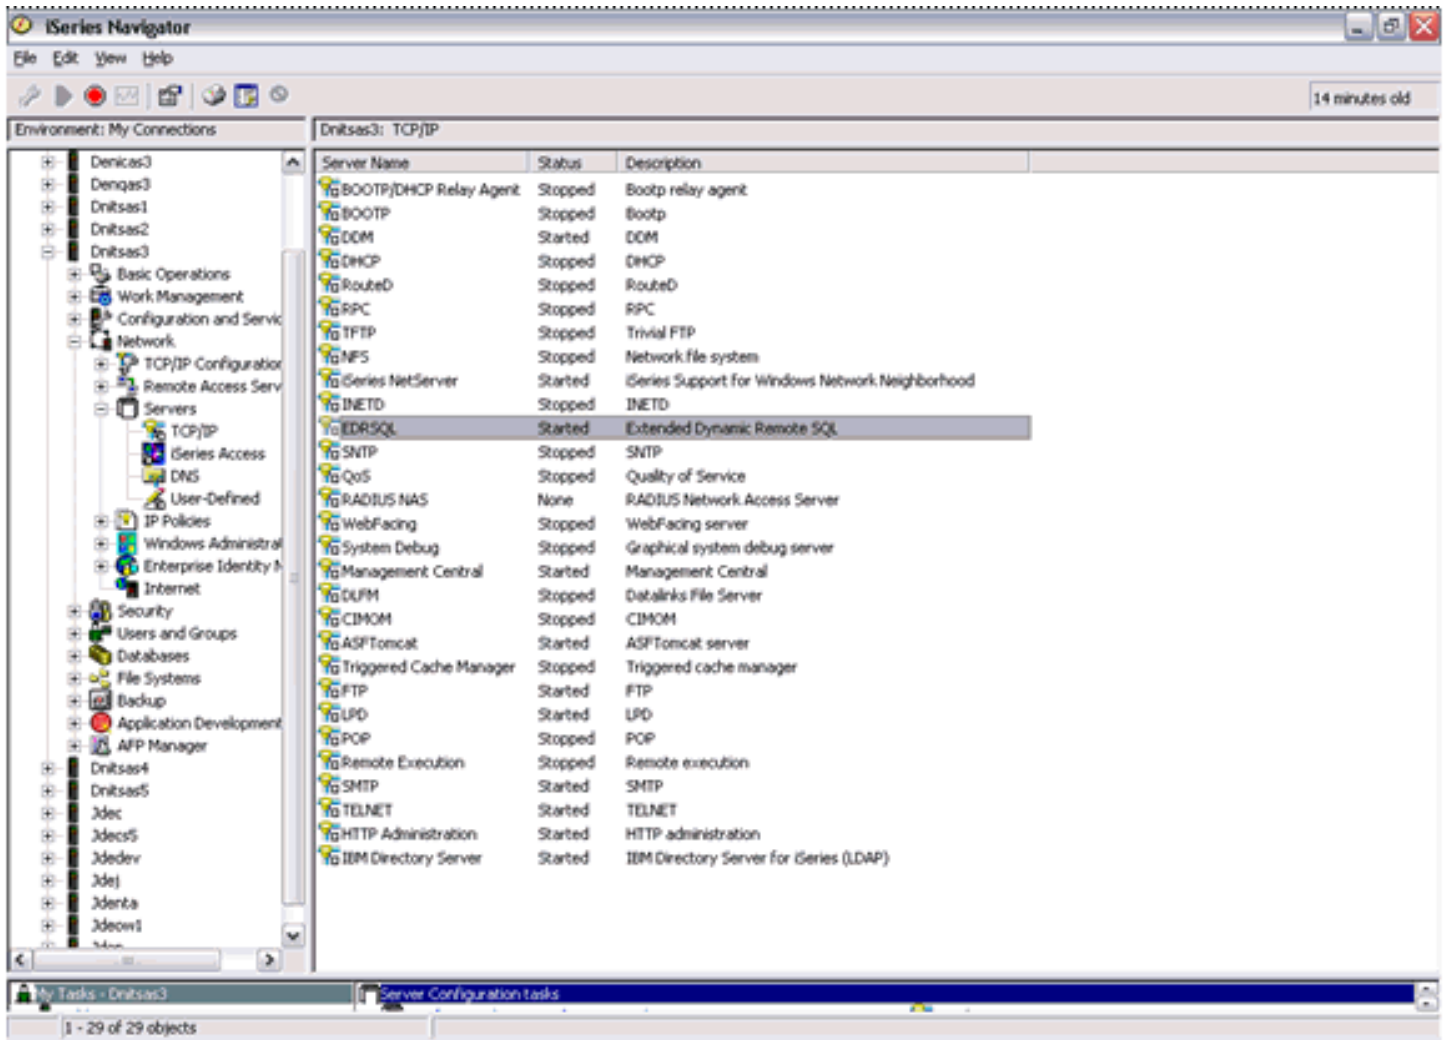 iSeries Navigator
File Edit View Help
14 minutes old
Environment: My Connections
Dnitsas3: TCP/IP
Denicas3
Denqas3
Dnitsas1
Dnitsas2
Dnitsas3
Basic Operations
Work Management
Configuration and Servic
Network
TCP/IP Configuration
Remote Access Serv
Servers
TCP/IP
iSeries Access
DNS
User-Defined
IP Policies
Windows Administra
Enterprise Identity M
Internet
Security
Users and Groups
Databases
File Systems
Backup
Application Development
AFP Manager
Dnitsas4
Dnitsas5
Jdec
Jdecs5
Jdedev
Jdej
Jdenta
Jdeow1
Server Name Status Description
BOOTP/DHCP Relay Agent Stopped Bootp relay agent
BOOTP Stopped Bootp
DDM Started DDM
DHCP Stopped DHCP
RouteD Stopped RouteD
RPC Stopped RPC
TFTP Stopped Trivial FTP
NFS Stopped Network file system
iSeries NetServer Started iSeries Support for Windows Network Neighborhood
INETD Stopped INETD
EDRSQL Started Extended Dynamic Remote SQL
SNTP Stopped SNTP
QoS Stopped Quality of Service
RADIUS NAS None RADIUS Network Access Server
WebFacing Stopped WebFacing server
System Debug Stopped Graphical system debug server
Management Central Started Management Central
DLFM Stopped Datalinks File Server
CIMOM Stopped CIMOM
ASFTomcat Started ASFTomcat server
Triggered Cache Manager Stopped Triggered cache manager
FTP Started FTP
LPD Started LPD
POP Stopped POP
Remote Execution Stopped Remote execution
SMTP Started SMTP
TELNET Started TELNET
HTTP Administration Started HTTP administration
IBM Directory Server Started IBM Directory Server for iSeries (LDAP)
My Tasks - Dnitsas3
Server Configuration tasks
1 - 29 of 29 objects